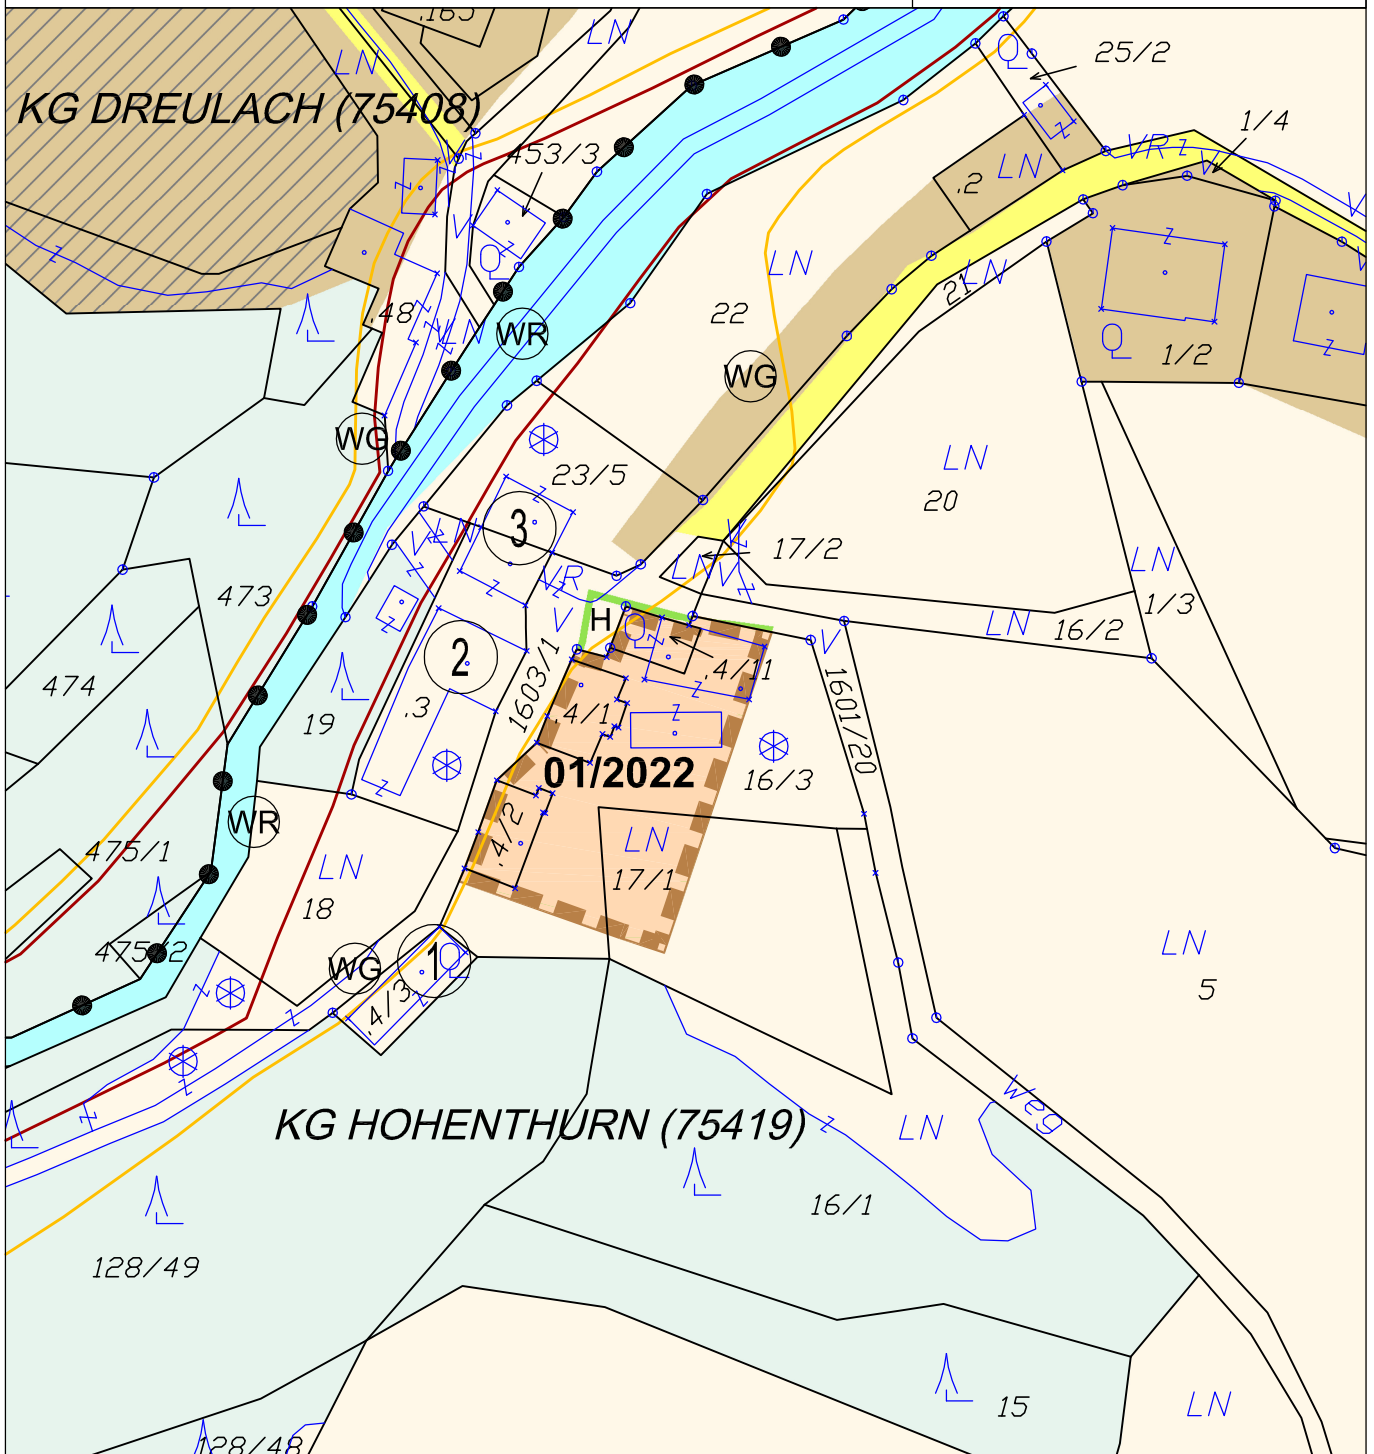 .165
LN
LN
Q
25/2
KG DREULACH (75408)
453/3
1/4
VR
V
z
z
z
LN
.2
V
V
Q
LN
LN
21
V
z
.48
LN
WR
22
Q
1/2
WG
WG
LN
20
23/5
3
LN
VR
V
17/2
LN
LN
1/3
473
H
Q
LN
16/2
V
2
474
.4/11
1603/1
.3
19
.4/1
1601/20
01/2022
16/3
WR
.4/2
LN
475/1
LN
17/1
18
LN
475/2
WG
1
Q
5
.4/3
Weg
KG HOHENTHURN (75419)
LN
16/1
128/49
15
LN
128/48